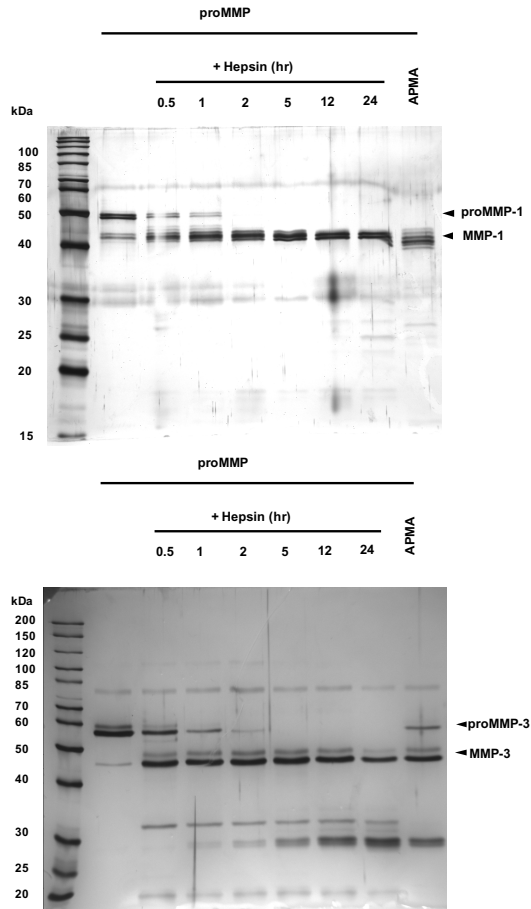 proMMP
+ Hepsin (hr)
0.5 1 2 5 12 24 APMA
kDa
100
85
70
60
50 proMMP-1
40 MMP-1
30
25
20
15
proMMP
+ Hepsin (hr)
0.5 1 2 5 12 24 APMA
kDa
200
150
120
100
85
70
60 proMMP-3
50 MMP-3
40
30
25
20